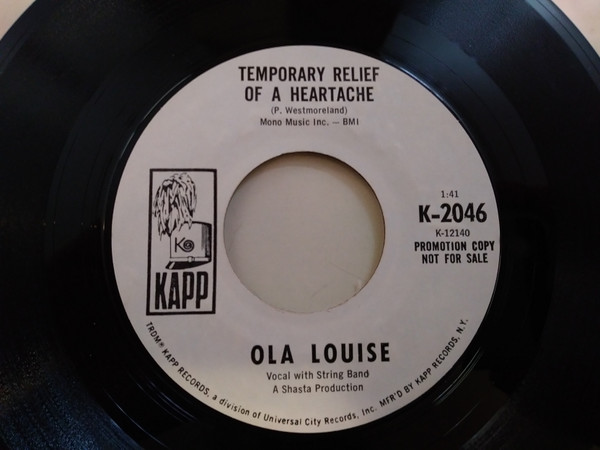 TEMPORARY RELIEF
OF A HEARTACHE
(P. Westmoreland)
Mono Music Inc. — BMI
1:41
K-2046
K-12140
PROMOTION COPY
NOT FOR SALE
K
KAPP
OLA LOUISE
Vocal with String Band
A Shasta Production
TRDM® KAPP RECORDS, a division of Universal City Records, Inc. MFR'D BY KAPP RECORDS, N.Y.